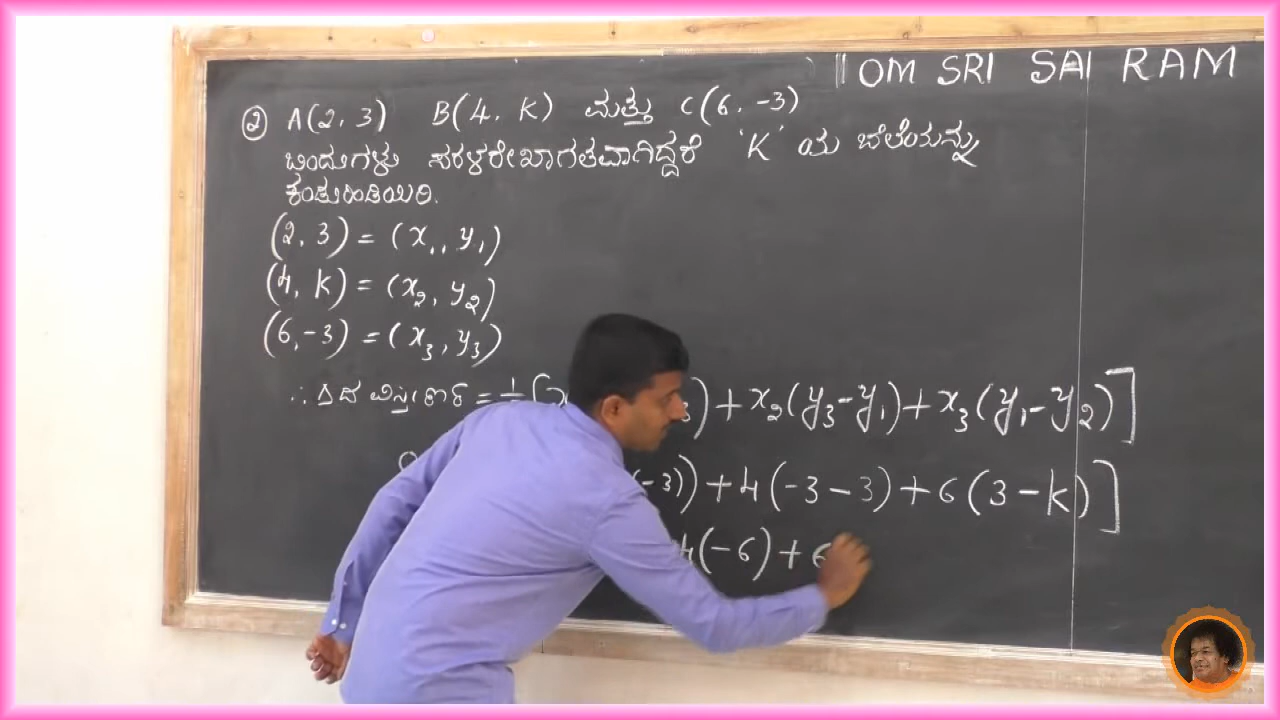 || OM SRI SAI RAM
② A(2, 3) B(4, K) ಮತ್ತು C(6, -3)
ಬಿಂದುಗಳು ಸರಳರೇಖಾಗತವಾಗಿದ್ದರೆ 'K' ಯ ಬೆಲೆಯನ್ನು
ಕಂಡುಹಿಡಿಯಿರಿ.
(2, 3) = (x₁, y₁)
(4, K) = (x₂, y₂)
(6, -3) = (x₃, y₃)
∴ ದ ವಿಸ್ತೀರ್ಣ = ) + x₂(y₃ - y₁) + x₃(y₁ - y₂)]
(-3)) + 4(-3 - 3) + 6(3 - K)]
4(-6) + 6